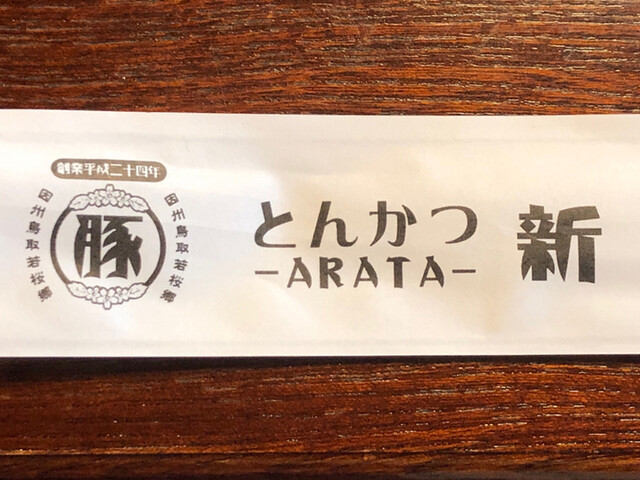 創業平成二十四年
因州鳥取若桜郷
豚
因州鳥取若桜郷
とんかつ 新
-ARATA-